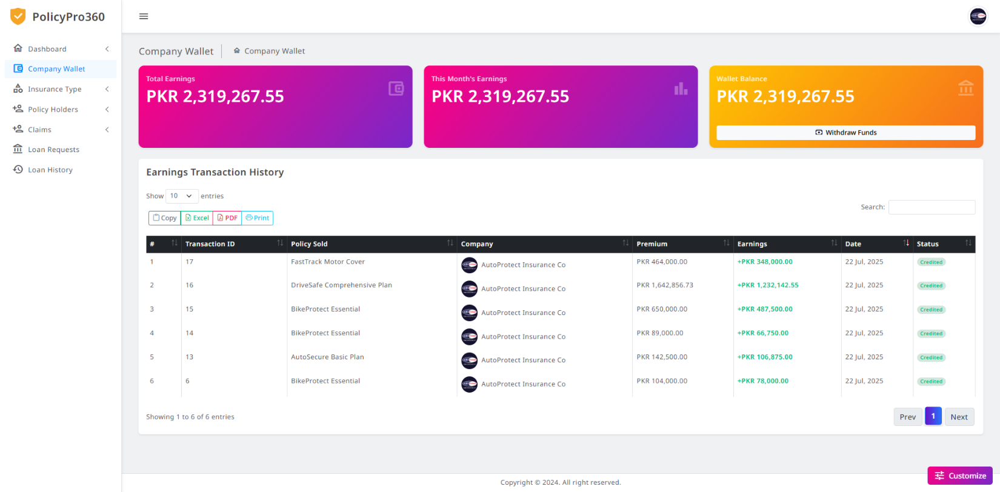 PolicyPro360
Dashboard
Company Wallet
Insurance Type
Policy Holders
Claims
Loan Requests
Loan History
Company Wallet
Company Wallet
Total Earnings
PKR 2,319,267.55
This Month's Earnings
PKR 2,319,267.55
Wallet Balance
PKR 2,319,267.55
Withdraw Funds
Earnings Transaction History
Show 10 entries
Search:
Copy Excel PDF Print
# Transaction ID Policy Sold Company Premium Earnings Date Status
1 17 FastTrack Motor Cover AutoProtect Insurance Co PKR 464,000.00 +PKR 348,000.00 22 Jul, 2025 Credited
2 16 DriveSafe Comprehensive Plan AutoProtect Insurance Co PKR 1,642,856.73 +PKR 1,232,142.55 22 Jul, 2025 Credited
3 15 BikeProtect Essential AutoProtect Insurance Co PKR 650,000.00 +PKR 487,500.00 22 Jul, 2025 Credited
4 14 BikeProtect Essential AutoProtect Insurance Co PKR 89,000.00 +PKR 66,750.00 22 Jul, 2025 Credited
5 13 AutoSecure Basic Plan AutoProtect Insurance Co PKR 142,500.00 +PKR 106,875.00 22 Jul, 2025 Credited
6 6 BikeProtect Essential AutoProtect Insurance Co PKR 104,000.00 +PKR 78,000.00 22 Jul, 2025 Credited
Showing 1 to 6 of 6 entries
Prev 1 Next
Customize
Copyright © 2024. All right reserved.